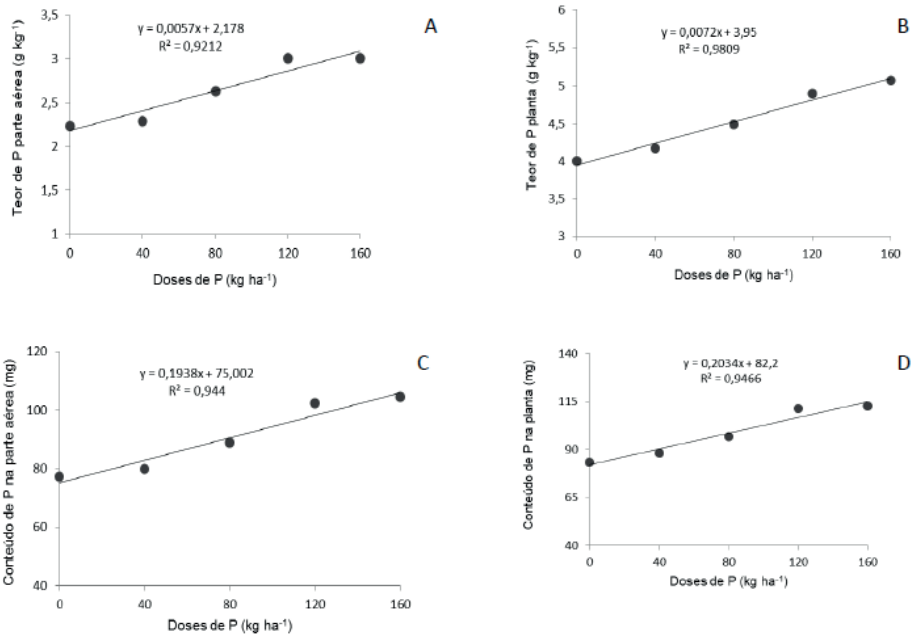 A
y = 0,0057x + 2,178
R² = 0,9212
Teor de P parte aérea (g kg⁻¹)
3,5
3
2,5
2
1,5
1
0 40 80 120 160
Doses de P (kg ha⁻¹)
B
y = 0,0072x + 3,95
R² = 0,9809
Teor de P planta (g kg⁻¹)
6
5,5
5
4,5
4
3,5
3
0 40 80 120 160
Doses de P (kg ha⁻¹)
C
y = 0,1938x + 75,002
R² = 0,944
Conteúdo de P na parte aérea (mg)
120
100
80
60
40
0 40 80 120 160
Doses de P (kg ha⁻¹)
D
y = 0,2034x + 82,2
R² = 0,9466
Conteúdo de P na planta (mg)
140
115
90
65
40
0 40 80 120 160
Doses de P (kg ha⁻¹)